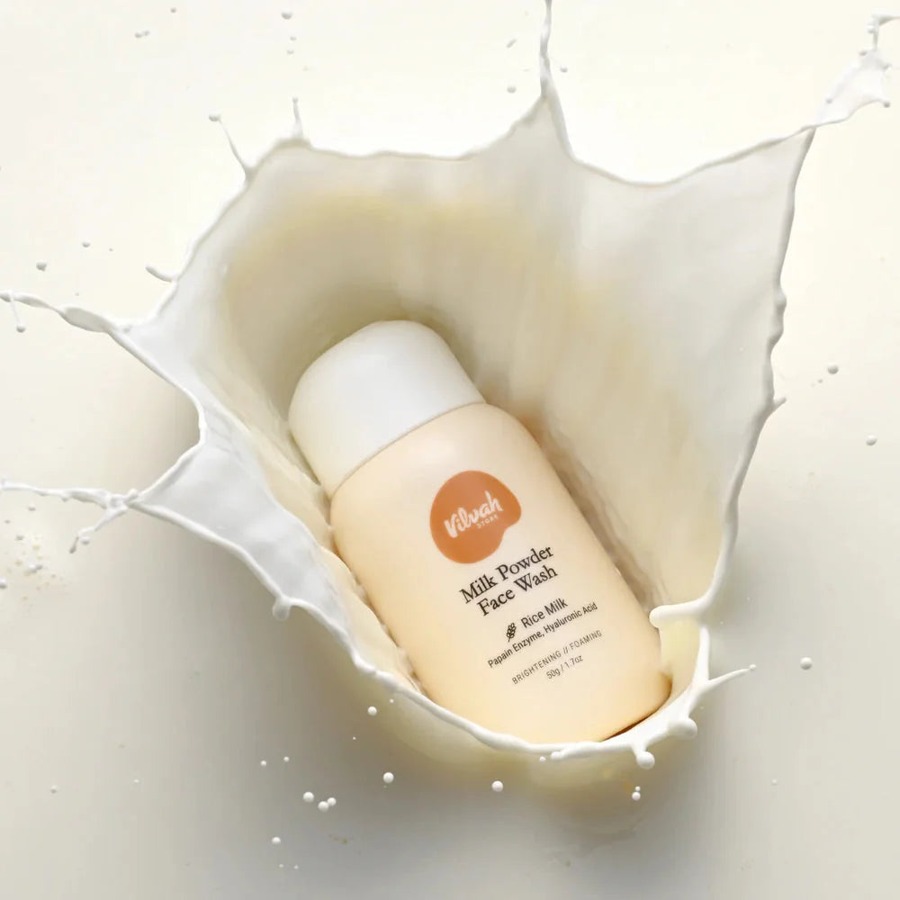 Vilvah
STORE
Milk Powder
Face Wash
Rice Milk
Papain Enzyme, Hyaluronic Acid
BRIGHTENING // FOAMING
50g / 1.7oz